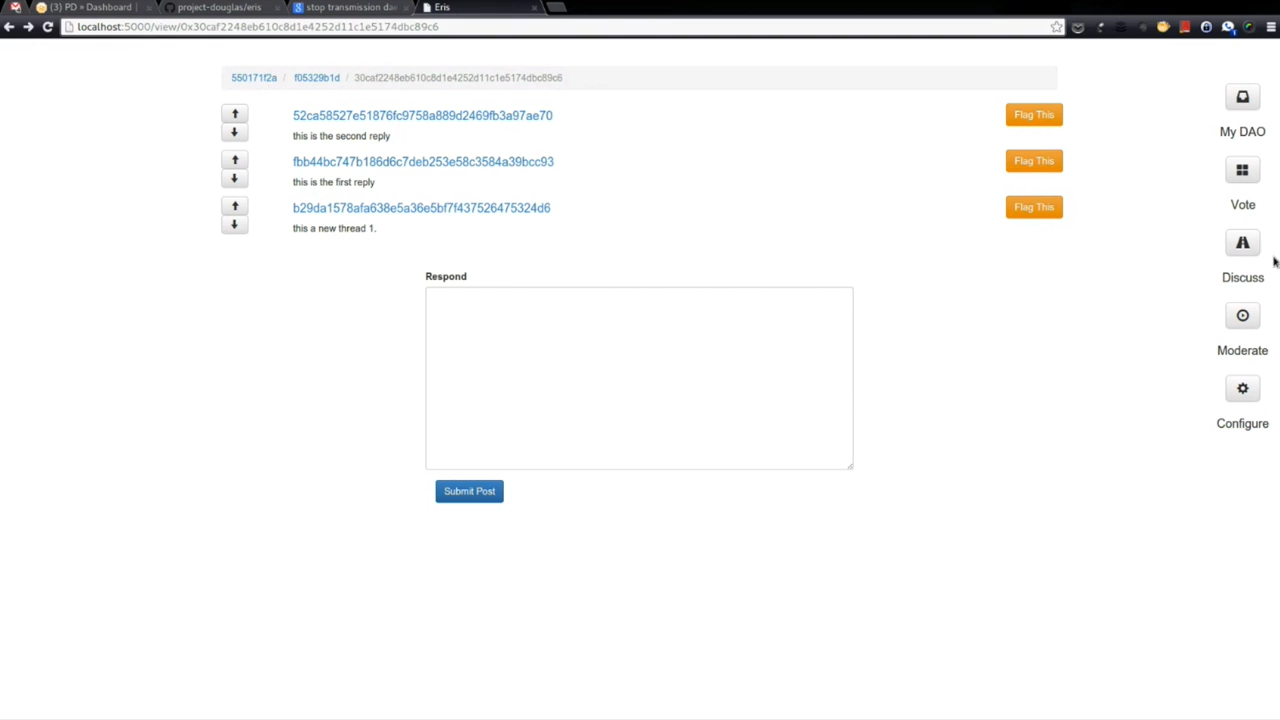 (3) PD » Dashboard
project-douglas/eris
stop transmission da
Eris
localhost:5000/view/0x30caf2248eb610c8d1e4252d11c1e5174dbc89c6
550171f2a / f05329b1d / 30caf2248eb610c8d1e4252d11c1e5174dbc89c6
52ca58527e51876fc9758a889d2469fb3a97ae70
Flag This
this is the second reply
fbb44bc747b186d6c7deb253e58c3584a39bcc93
Flag This
this is the first reply
b29da1578afa638e5a36e5bf7f437526475324d6
Flag This
this a new thread 1.
Respond
Submit Post
My DAO
Vote
Discuss
Moderate
Configure